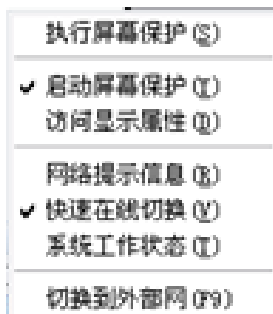 执行屏幕保护(S)
启动屏幕保护(T)
访问显示属性(D)
网络提示信息(R)
快速在线切换(V)
系统工作状态(T)
切换到外部网(F9)